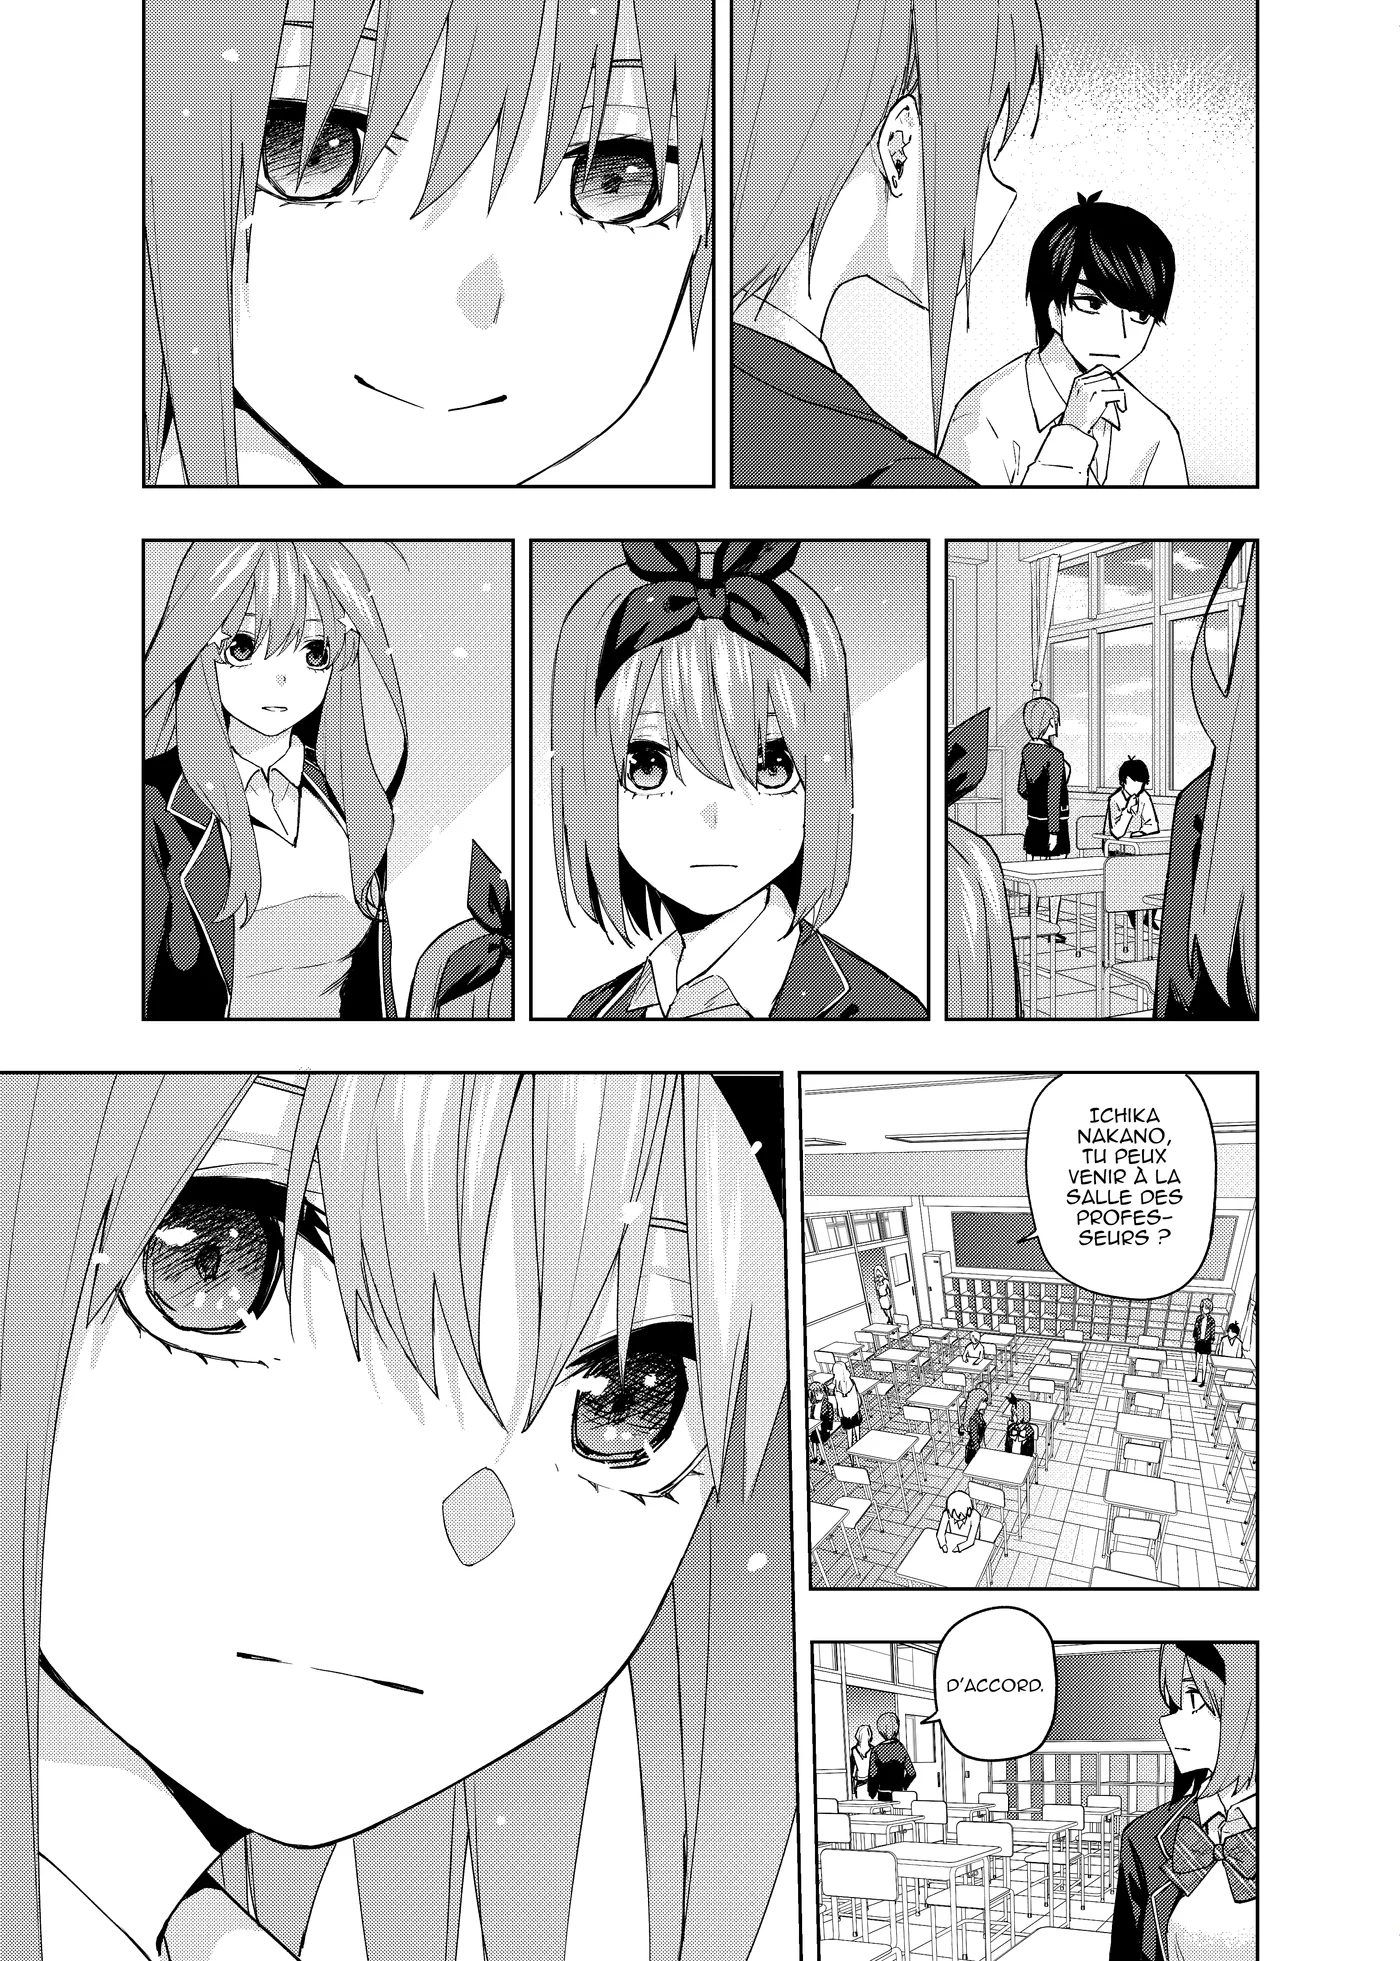 ICHIKA
NAKANO,
TU PEUX
VENIR À LA
SALLE DES
PROFES-
SEURS ?
D'ACCORD.